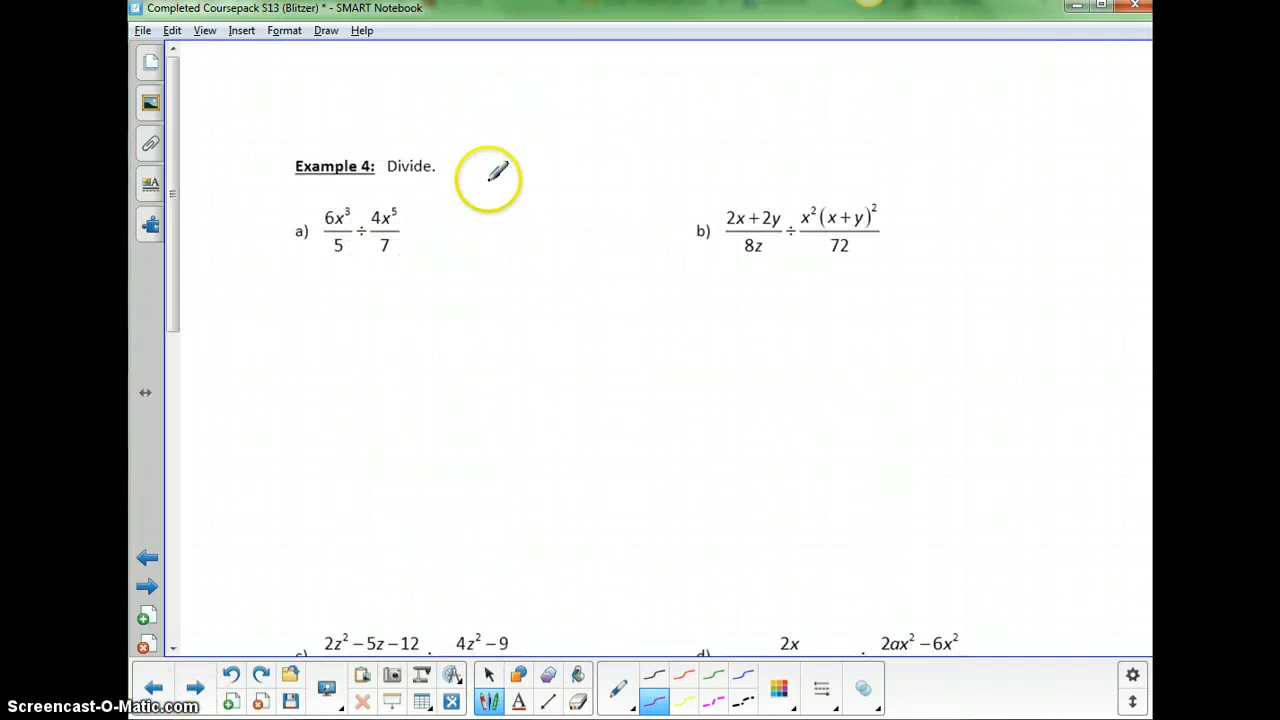 Completed Coursepack S13 (Blitzer) * - SMART Notebook
File Edit View Insert Format Draw Help
Example 4: Divide.
a) 6x³/5 ÷ 4x⁵/7
b) (2x + 2y)/8z ÷ x²(x + y)²/72
2z² − 5z − 12 ÷ 4z² − 9
d) 2x ÷ 2ax² − 6x²
Screencast-O-Matic.com